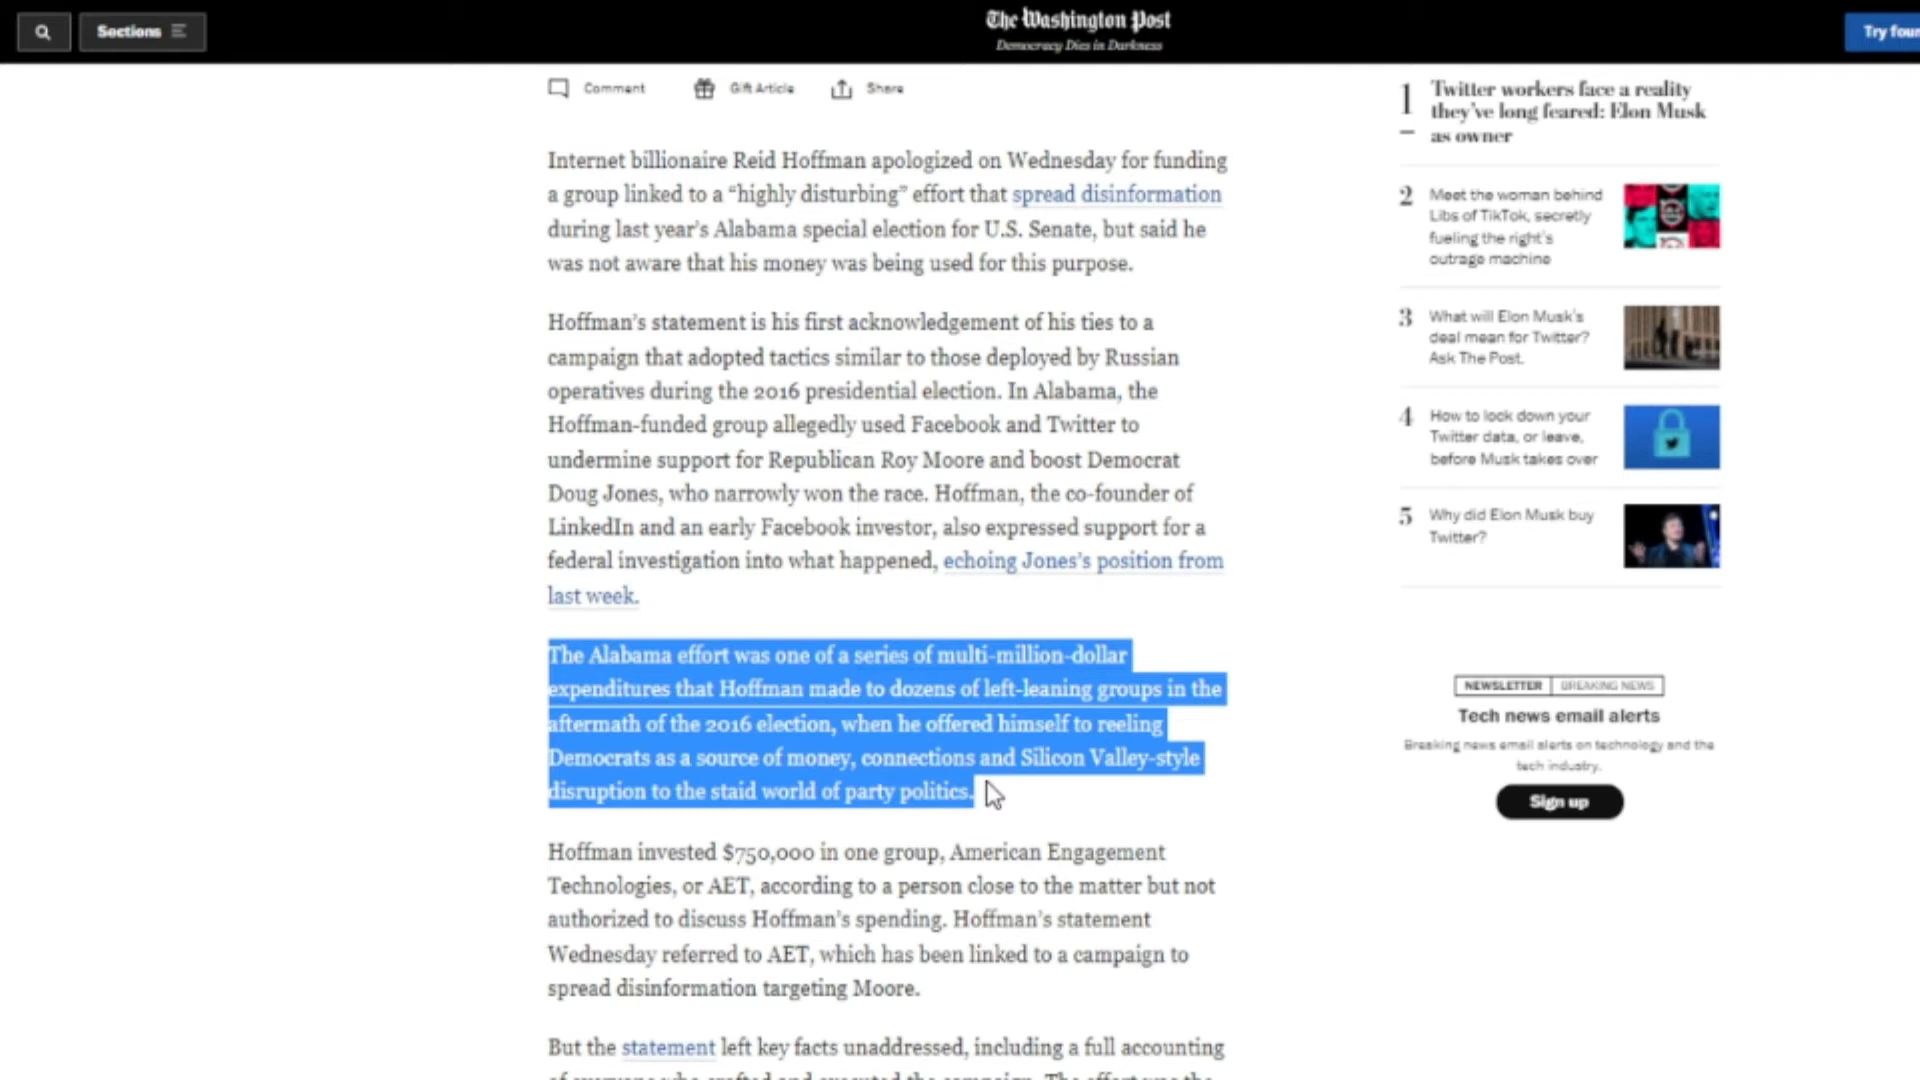 Sections
The Washington Post
Democracy Dies in Darkness
Try four
Comment
Gift Article
Share
Internet billionaire Reid Hoffman apologized on Wednesday for funding
a group linked to a “highly disturbing” effort that spread disinformation
during last year’s Alabama special election for U.S. Senate, but said he
was not aware that his money was being used for this purpose.
Hoffman’s statement is his first acknowledgement of his ties to a
campaign that adopted tactics similar to those deployed by Russian
operatives during the 2016 presidential election. In Alabama, the
Hoffman-funded group allegedly used Facebook and Twitter to
undermine support for Republican Roy Moore and boost Democrat
Doug Jones, who narrowly won the race. Hoffman, the co-founder of
LinkedIn and an early Facebook investor, also expressed support for a
federal investigation into what happened, echoing Jones’s position from
last week.
The Alabama effort was one of a series of multi-million-dollar
expenditures that Hoffman made to dozens of left-leaning groups in the
aftermath of the 2016 election, when he offered himself to reeling
Democrats as a source of money, connections and Silicon Valley-style
disruption to the staid world of party politics.
Hoffman invested $750,000 in one group, American Engagement
Technologies, or AET, according to a person close to the matter but not
authorized to discuss Hoffman’s spending. Hoffman’s statement
Wednesday referred to AET, which has been linked to a campaign to
spread disinformation targeting Moore.
But the statement left key facts unaddressed, including a full accounting
1
Twitter workers face a reality
they’ve long feared: Elon Musk
as owner
2
Meet the woman behind
Libs of TikTok, secretly
fueling the right’s
outrage machine
3
What will Elon Musk’s
deal mean for Twitter?
Ask The Post.
4
How to lock down your
Twitter data, or leave,
before Musk takes over
5
Why did Elon Musk buy
Twitter?
NEWSLETTER BREAKING NEWS
Tech news email alerts
Breaking news email alerts on technology and the
tech industry.
Sign up